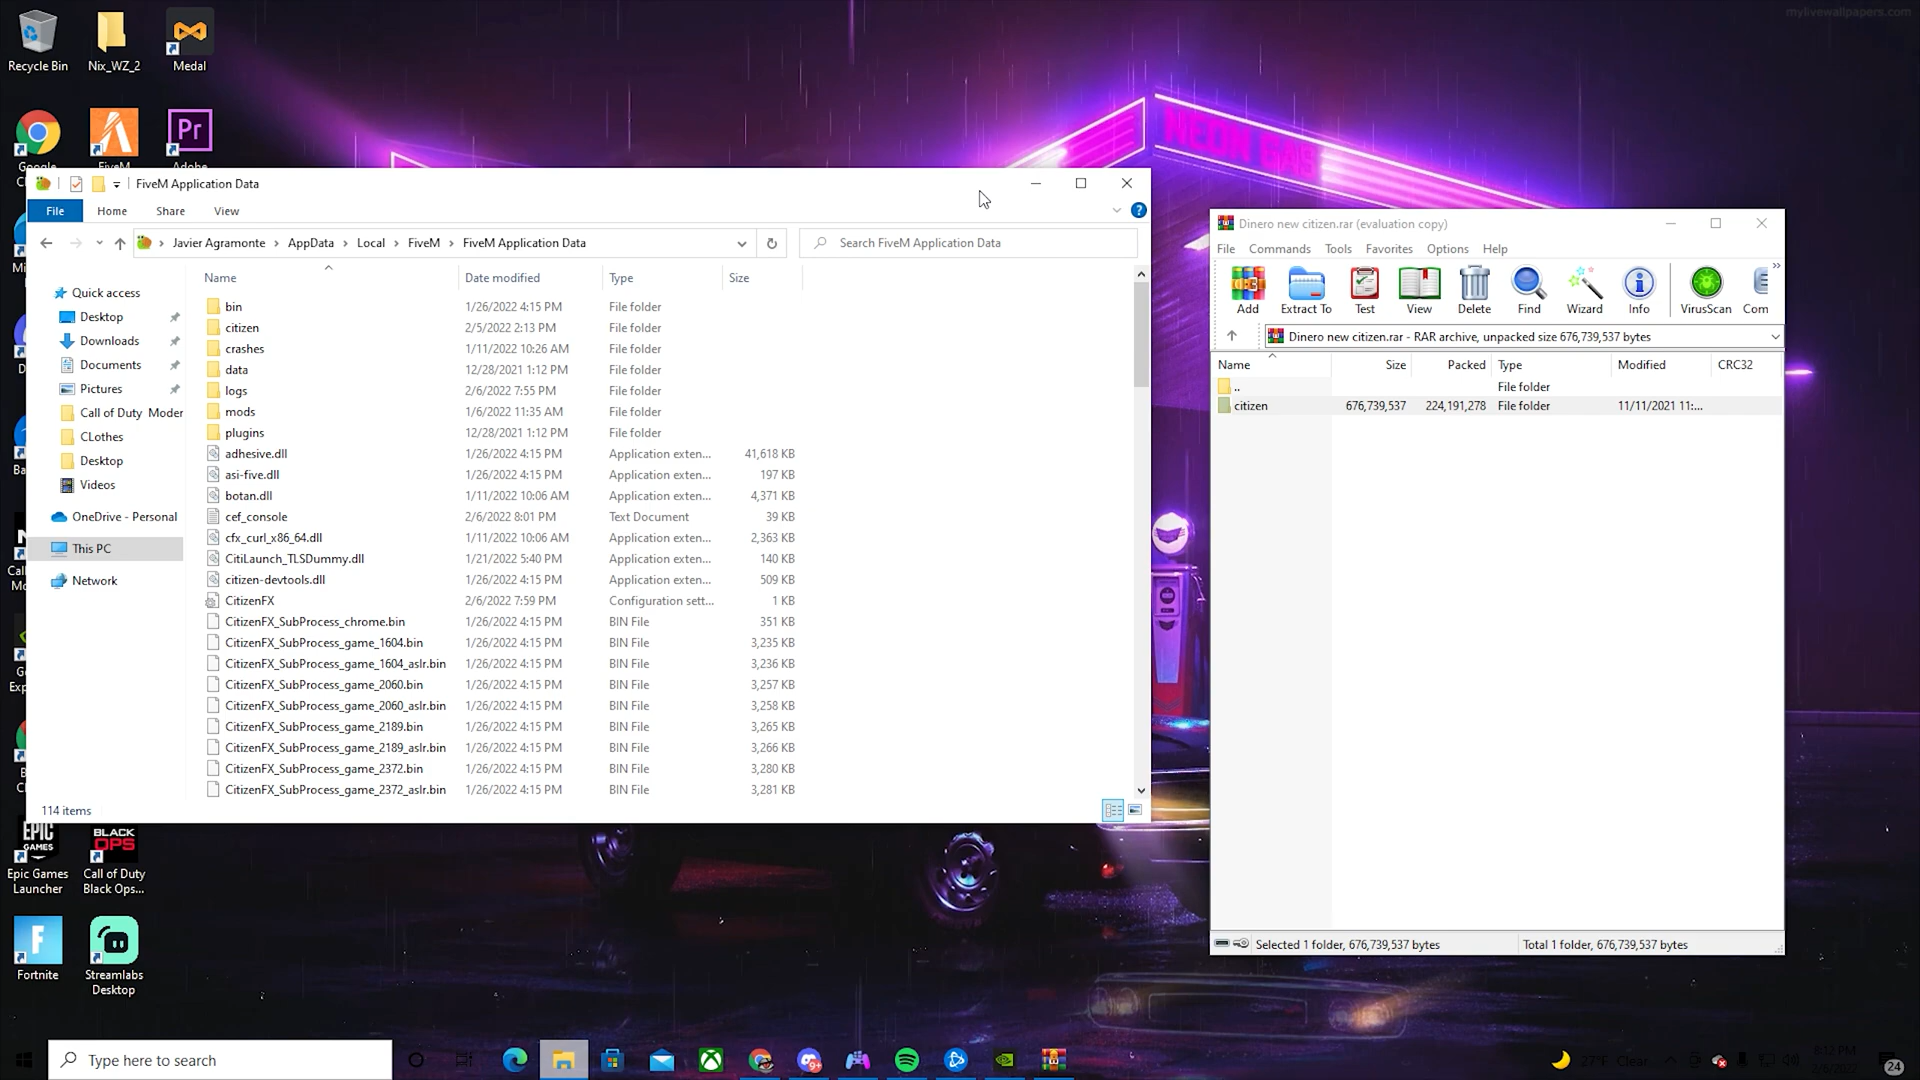 mylivewallpapers.com
Recycle Bin
Nix_WZ_2
Medal
Pr
FiveM
NEON GAS
FiveM Application Data
File
Home
Share
View
Javier Agramonte
AppData
Local
FiveM
FiveM Application Data
Search FiveM Application Data
Name
Date modified
Type
Size
Quick access
Desktop
Downloads
Documents
Pictures
Call of Duty Moder
CLothes
Desktop
Videos
OneDrive - Personal
This PC
Network
bin 1/26/2022 4:15 PM File folder
citizen 2/5/2022 2:13 PM File folder
crashes 1/11/2022 10:26 AM File folder
data 12/28/2021 1:12 PM File folder
logs 2/6/2022 7:55 PM File folder
mods 1/6/2022 11:35 AM File folder
plugins 12/28/2021 1:12 PM File folder
adhesive.dll 1/26/2022 4:15 PM Application exten... 41,618 KB
asi-five.dll 1/26/2022 4:15 PM Application exten... 197 KB
botan.dll 1/11/2022 10:06 AM Application exten... 4,371 KB
cef_console 2/6/2022 8:01 PM Text Document 39 KB
cfx_curl_x86_64.dll 1/11/2022 10:06 AM Application exten... 2,363 KB
CitiLaunch_TLSDummy.dll 1/21/2022 5:40 PM Application exten... 140 KB
citizen-devtools.dll 1/26/2022 4:15 PM Application exten... 509 KB
CitizenFX 2/6/2022 7:59 PM Configuration sett... 1 KB
CitizenFX_SubProcess_chrome.bin 1/26/2022 4:15 PM BIN File 351 KB
CitizenFX_SubProcess_game_1604.bin 1/26/2022 4:15 PM BIN File 3,235 KB
CitizenFX_SubProcess_game_1604_aslr.bin 1/26/2022 4:15 PM BIN File 3,236 KB
CitizenFX_SubProcess_game_2060.bin 1/26/2022 4:15 PM BIN File 3,257 KB
CitizenFX_SubProcess_game_2060_aslr.bin 1/26/2022 4:15 PM BIN File 3,258 KB
CitizenFX_SubProcess_game_2189.bin 1/26/2022 4:15 PM BIN File 3,265 KB
CitizenFX_SubProcess_game_2189_aslr.bin 1/26/2022 4:15 PM BIN File 3,266 KB
CitizenFX_SubProcess_game_2372.bin 1/26/2022 4:15 PM BIN File 3,280 KB
CitizenFX_SubProcess_game_2372_aslr.bin 1/26/2022 4:15 PM BIN File 3,281 KB
114 items
Dinero new citizen.rar (evaluation copy)
File Commands Tools Favorites Options Help
Add
Extract To
Test
View
Delete
Find
Wizard
Info
VirusScan
Com
Dinero new citizen.rar - RAR archive, unpacked size 676,739,537 bytes
Name Size Packed Type Modified CRC32
.. File folder
citizen 676,739,537 224,191,278 File folder 11/11/2021 11:...
Selected 1 folder, 676,739,537 bytes
Total 1 folder, 676,739,537 bytes
EPIC GAMES
BLACK OPS
Epic Games Launcher
Call of Duty Black Ops...
Fortnite
Streamlabs Desktop
Type here to search
27°F Clear
8:12 PM
2/6/2022
24